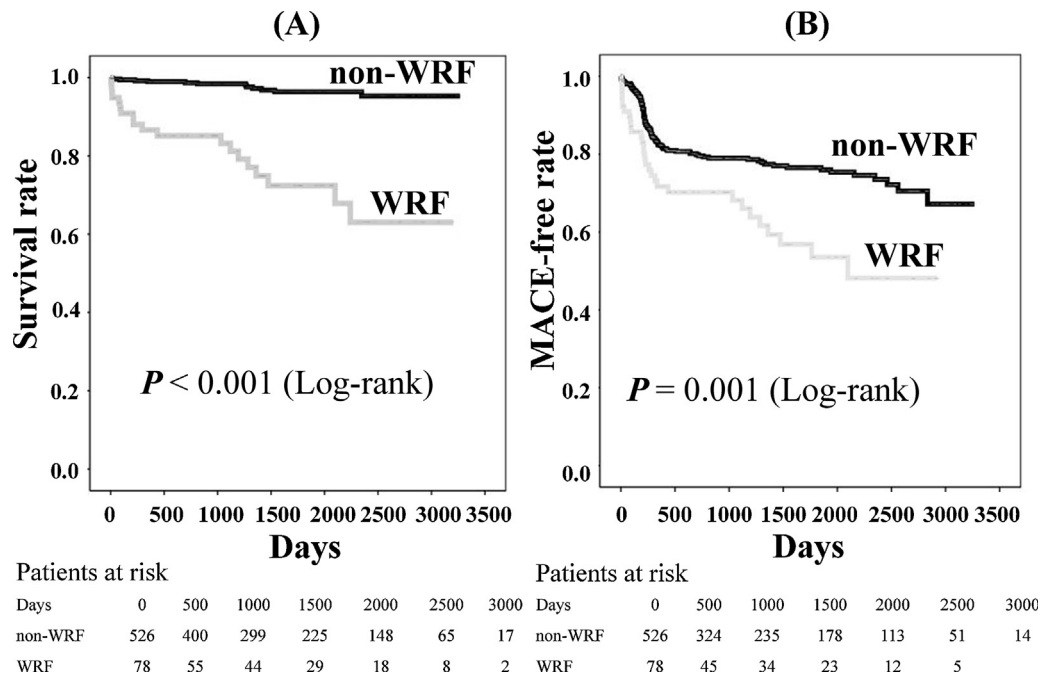 (A)
1.0
0.8
0.6
0.4
0.2
0.0
Survival rate
non-WRF
WRF
P < 0.001 (Log-rank)
0 500 1000 1500 2000 2500 3000 3500
Days
Patients at risk
Days 0 500 1000 1500 2000 2500 3000
non-WRF 526 400 299 225 148 65 17
WRF 78 55 44 29 18 8 2
(B)
1.0
0.8
0.6
0.4
0.2
0.0
MACE-free rate
non-WRF
WRF
P = 0.001 (Log-rank)
0 500 1000 1500 2000 2500 3000 3500
Days
Patients at risk
Days 0 500 1000 1500 2000 2500 3000
non-WRF 526 324 235 178 113 51 14
WRF 78 45 34 23 12 5